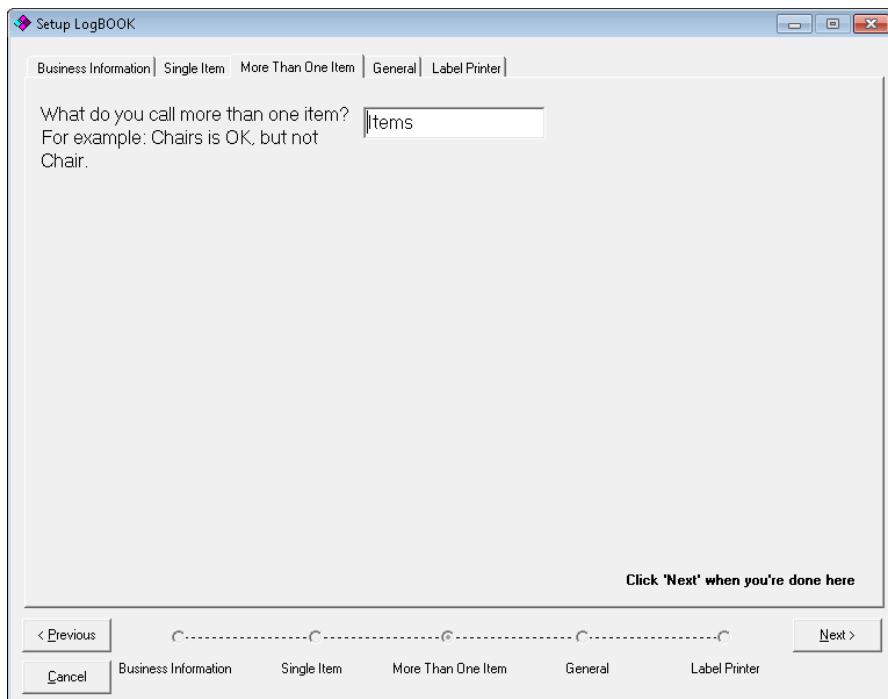 Setup LogBOOK
Business Information Single Item More Than One Item General Label Printer
What do you call more than one item?
For example: Chairs is OK, but not
Chair.
Items
Click 'Next' when you're done here
< Previous
Next >
Cancel
Business Information Single Item More Than One Item General Label Printer